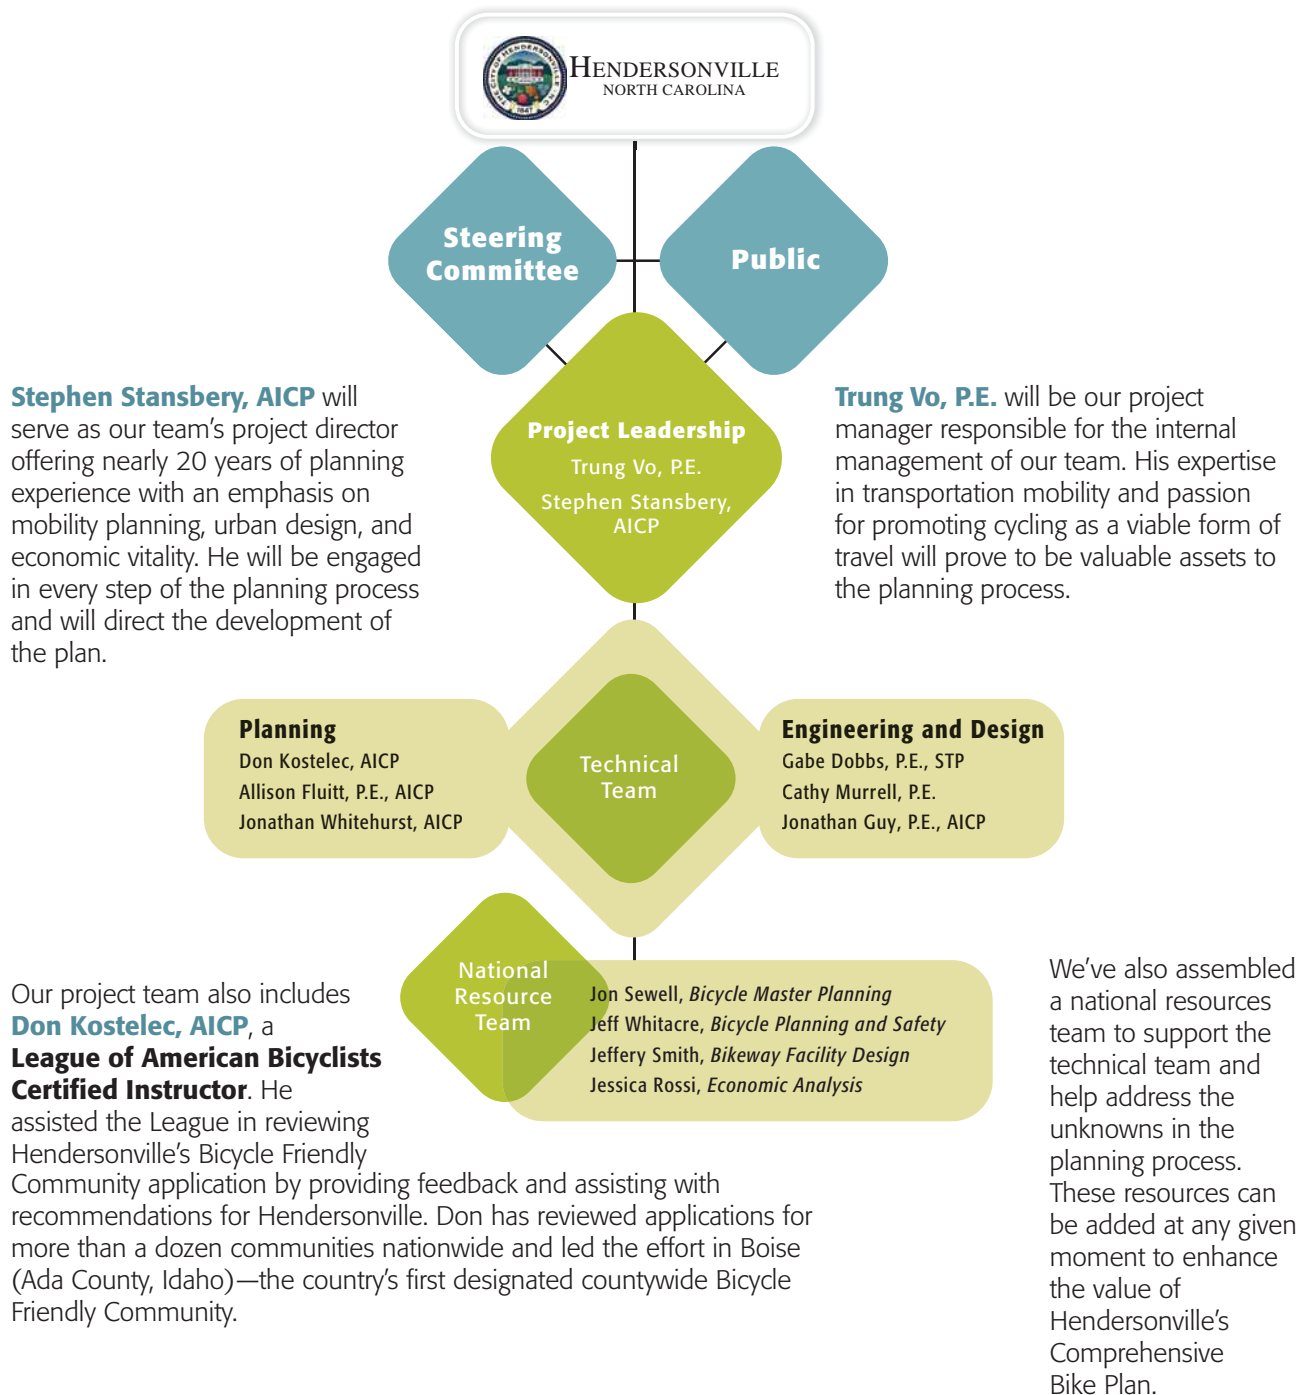 THE CITY OF HENDERSONVILLE N.C.
1847
HENDERSONVILLE
NORTH CAROLINA
Steering
Committee
Public
Project Leadership
Trung Vo, P.E.
Stephen Stansbery,
AICP
Stephen Stansbery, AICP will
serve as our team's project director
offering nearly 20 years of planning
experience with an emphasis on
mobility planning, urban design, and
economic vitality. He will be engaged
in every step of the planning process
and will direct the development of
the plan.
Trung Vo, P.E. will be our project
manager responsible for the internal
management of our team. His expertise
in transportation mobility and passion
for promoting cycling as a viable form of
travel will prove to be valuable assets to
the planning process.
Planning
Don Kostelec, AICP
Allison Fluitt, P.E., AICP
Jonathan Whitehurst, AICP
Technical
Team
Engineering and Design
Gabe Dobbs, P.E., STP
Cathy Murrell, P.E.
Jonathan Guy, P.E., AICP
National
Resource
Team
Jon Sewell, Bicycle Master Planning
Jeff Whitacre, Bicycle Planning and Safety
Jeffery Smith, Bikeway Facility Design
Jessica Rossi, Economic Analysis
Our project team also includes
Don Kostelec, AICP, a
League of American Bicyclists
Certified Instructor. He
assisted the League in reviewing
Hendersonville's Bicycle Friendly
Community application by providing feedback and assisting with
recommendations for Hendersonville. Don has reviewed applications for
more than a dozen communities nationwide and led the effort in Boise
(Ada County, Idaho)—the country's first designated countywide Bicycle
Friendly Community.
We've also assembled
a national resources
team to support the
technical team and
help address the
unknowns in the
planning process.
These resources can
be added at any given
moment to enhance
the value of
Hendersonville's
Comprehensive
Bike Plan.